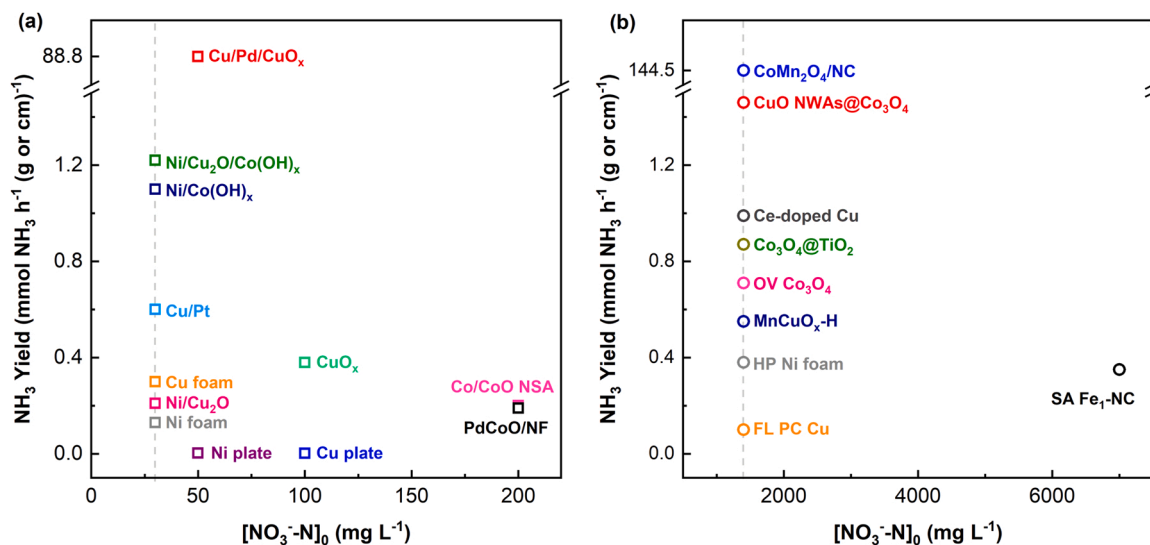 (a)
NH₃ Yield (mmol NH₃ h⁻¹ (g or cm)⁻¹)
88.8
1.2
0.8
0.4
0.0
Cu/Pd/CuOₓ
Ni/Cu₂O/Co(OH)ₓ
Ni/Co(OH)ₓ
Cu/Pt
CuOₓ
Cu foam
Co/CoO NSA
Ni/Cu₂O
PdCoO/NF
Ni foam
Ni plate
Cu plate
0 50 100 150 200
[NO₃⁻-N]₀ (mg L⁻¹)
(b)
NH₃ Yield (mmol NH₃ h⁻¹ (g or cm)⁻¹)
144.5
1.2
0.8
0.4
0.0
CoMn₂O₄/NC
CuO NWAs@Co₃O₄
Ce-doped Cu
Co₃O₄@TiO₂
OV Co₃O₄
MnCuOₓ-H
HP Ni foam
SA Fe₁-NC
FL PC Cu
2000 4000 6000
[NO₃⁻-N]₀ (mg L⁻¹)